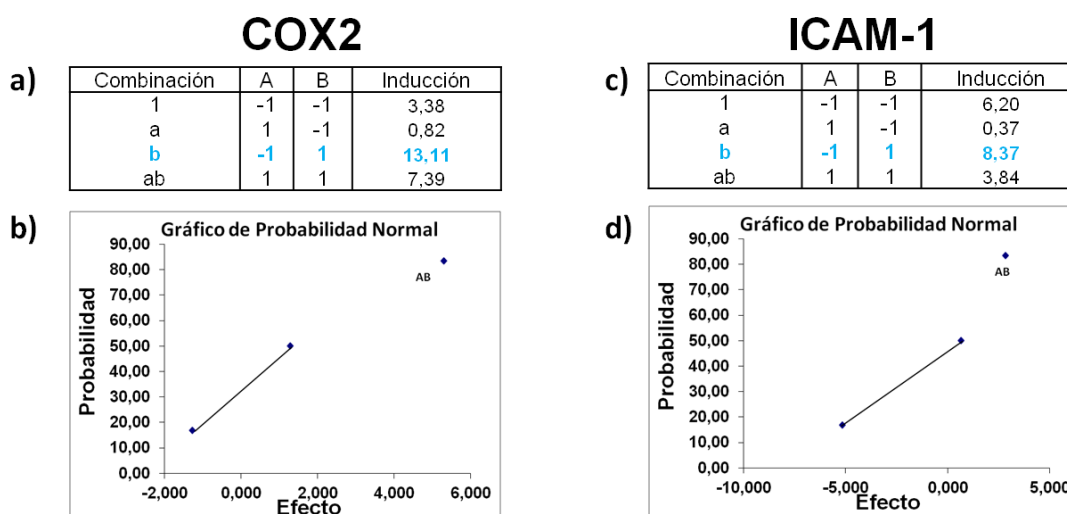 COX2
a)
Combinación A B Inducción
1 -1 -1 3,38
a 1 -1 0,82
b -1 1 13,11
ab 1 1 7,39
b)
Gráfico de Probabilidad Normal
Probabilidad
90,00
80,00
70,00
60,00
50,00
40,00
30,00
20,00
10,00
0,00
AB
-2,000 0,000 2,000 4,000 6,000
Efecto
ICAM-1
c)
Combinación A B Inducción
1 -1 -1 6,20
a 1 -1 0,37
b -1 1 8,37
ab 1 1 3,84
d)
Gráfico de Probabilidad Normal
Probabilidad
90,00
80,00
70,00
60,00
50,00
40,00
30,00
20,00
10,00
0,00
AB
-10,000 -5,000 0,000 5,000
Efecto